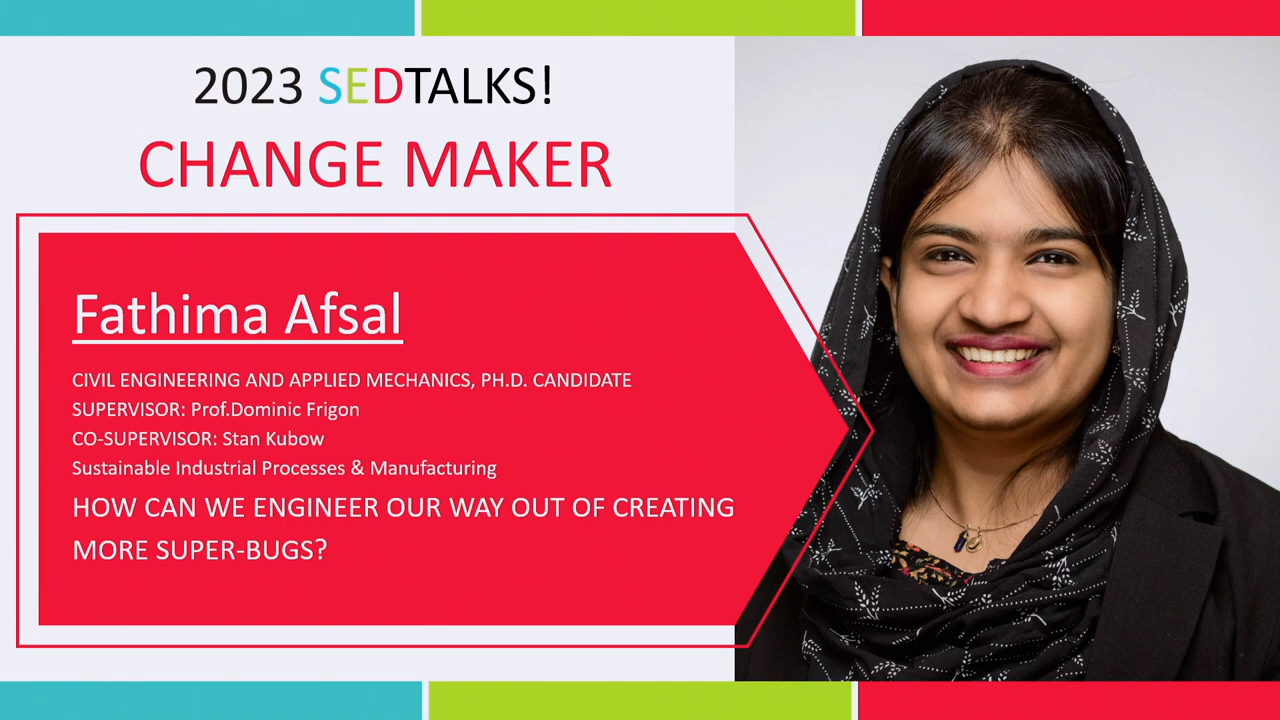 2023 SEDTALKS!
CHANGE MAKER
Fathima Afsal
CIVIL ENGINEERING AND APPLIED MECHANICS, PH.D. CANDIDATE
SUPERVISOR: Prof.Dominic Frigon
CO-SUPERVISOR: Stan Kubow
Sustainable Industrial Processes & Manufacturing
HOW CAN WE ENGINEER OUR WAY OUT OF CREATING
MORE SUPER-BUGS?